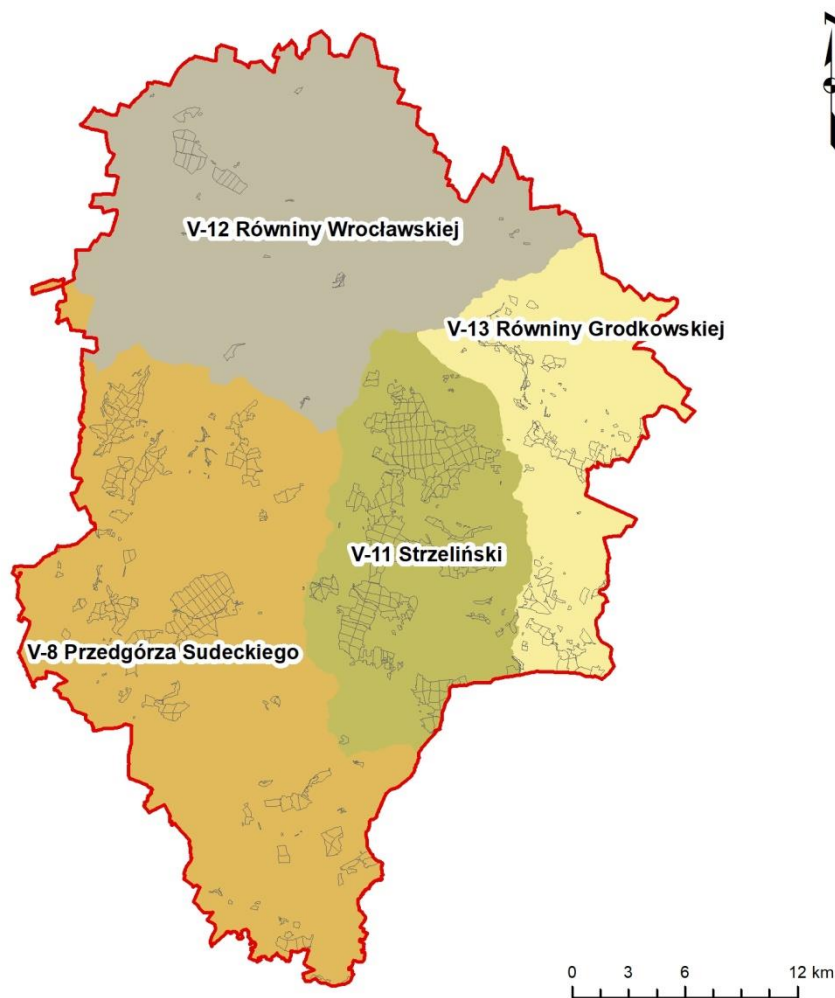 N
V-12 Równiny Wrocławskiej
V-13 Równiny Grodkowskiej
V-11 Strzeliński
V-8 Przedgórza Sudeckiego
0 3 6 12 km